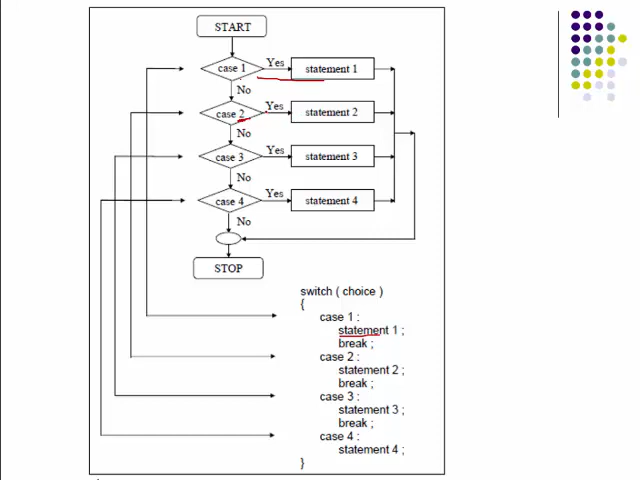 START
case 1
Yes
statement 1
No
case 2
Yes
statement 2
No
case 3
Yes
statement 3
No
case 4
Yes
statement 4
No
STOP
switch ( choice )
{
case 1 :
statement 1 ;
break ;
case 2 :
statement 2 ;
break ;
case 3 :
statement 3 ;
break ;
case 4 :
statement 4 ;
}